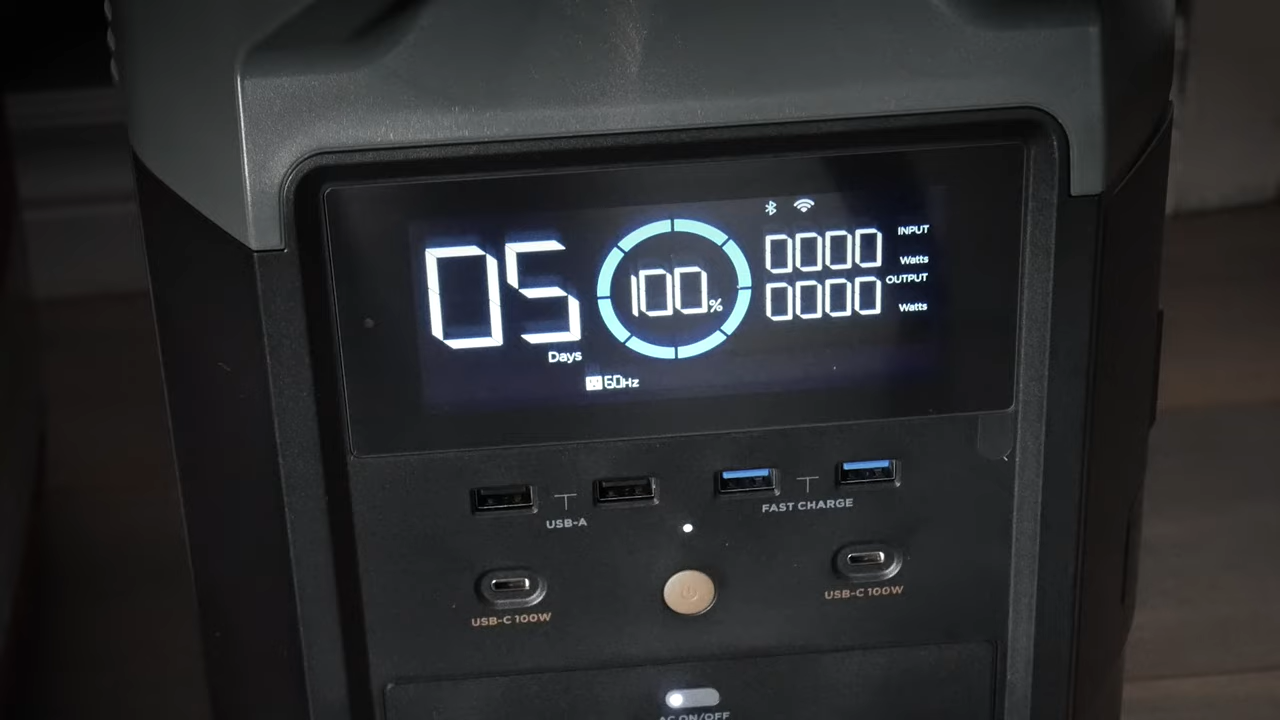 05 Days
100%
0000 INPUT Watts
0000 OUTPUT Watts
60Hz
USB-A
FAST CHARGE
USB-C 100W
USB-C 100W
AC ON/OFF